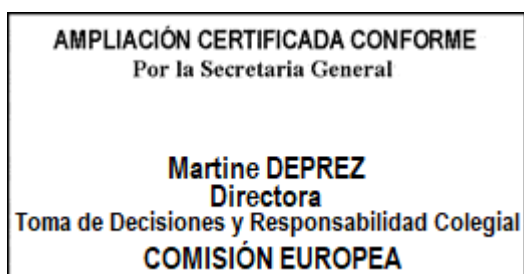 AMPLIACIÓN CERTIFICADA CONFORME
Por la Secretaria General
Martine DEPREZ
Directora
Toma de Decisiones y Responsabilidad Colegial
COMISIÓN EUROPEA